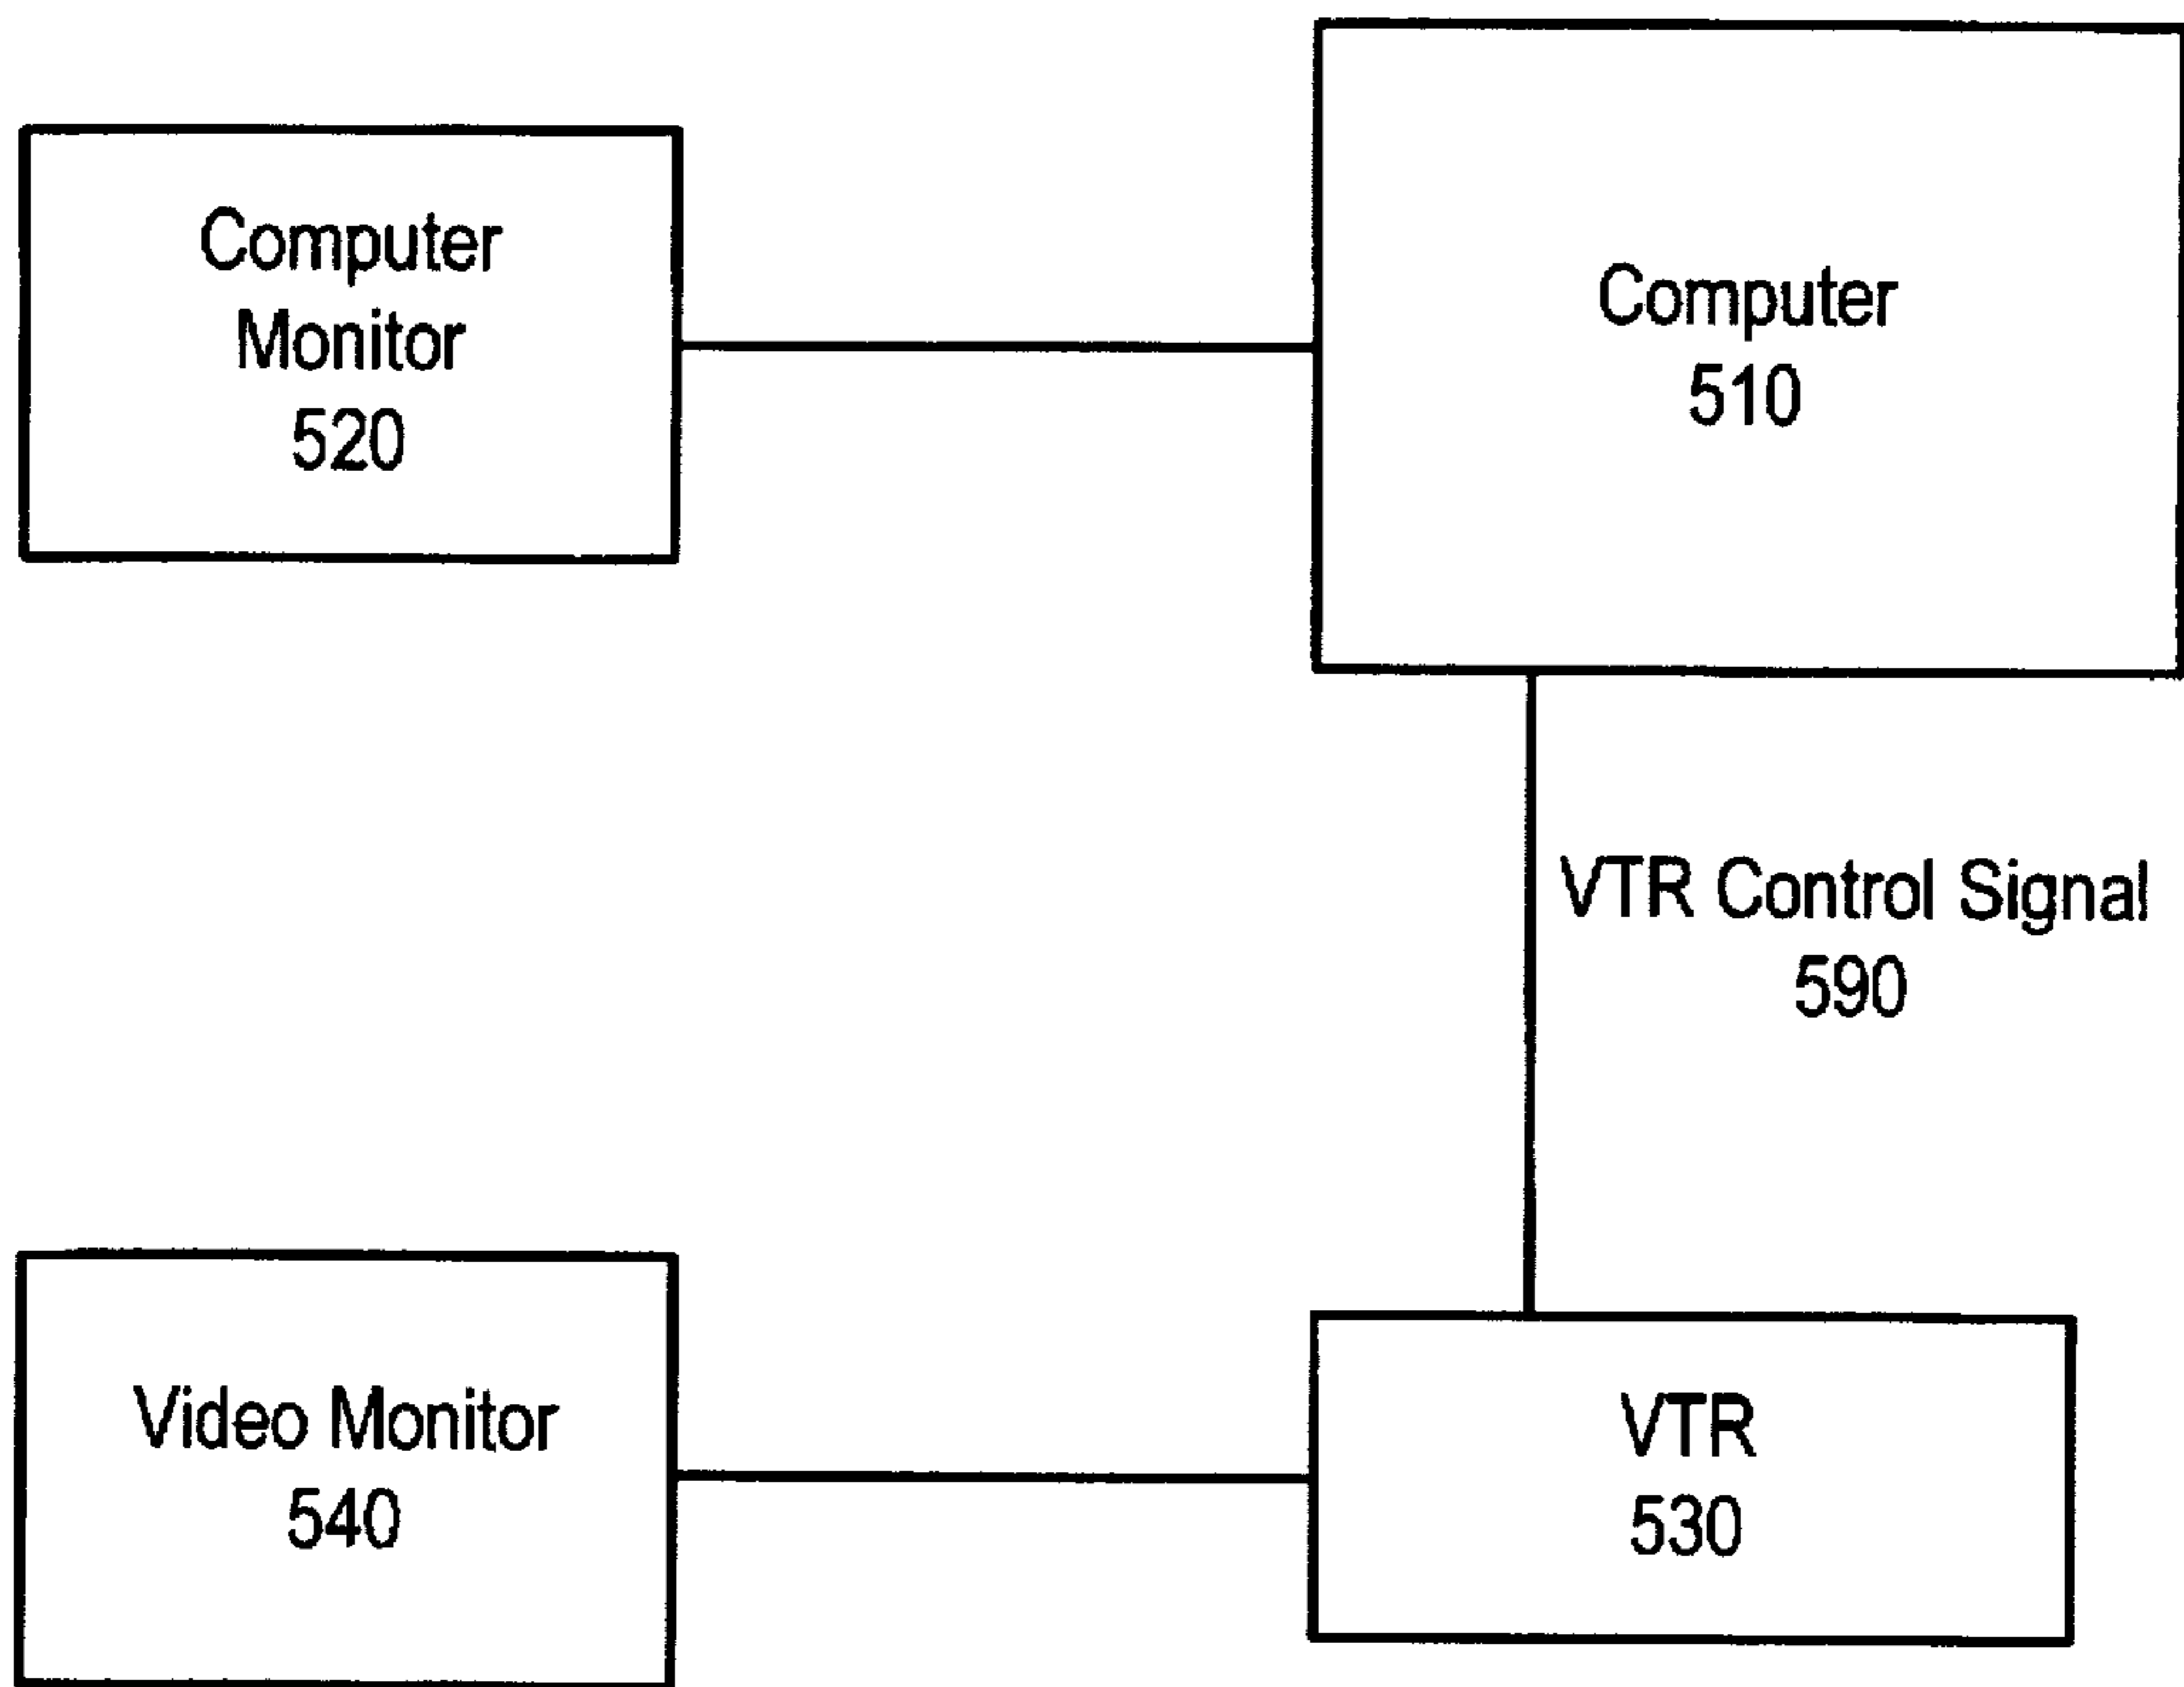 Computer
Monitor
520
Computer
510
VTR Control Signal
590
Video Monitor
540
VTR
530